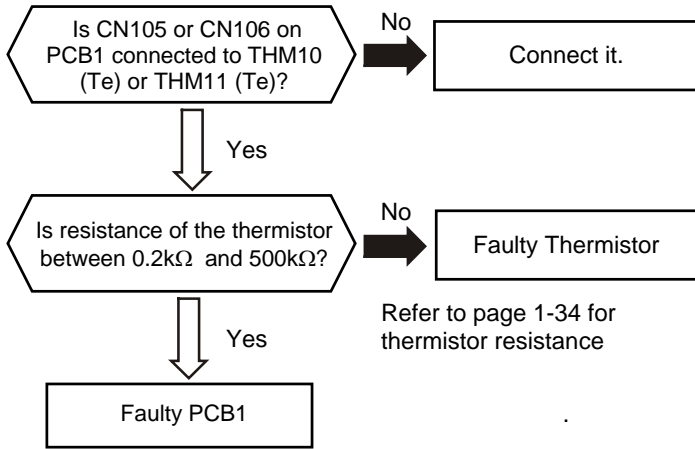 Is CN105 or CN106 on
PCB1 connected to THM10
(Te) or THM11 (Te)?
No
Connect it.
Yes
Is resistance of the thermistor
between 0.2kΩ and 500kΩ?
No
Faulty Thermistor
Refer to page 1-34 for
thermistor resistance
Yes
Faulty PCB1
.